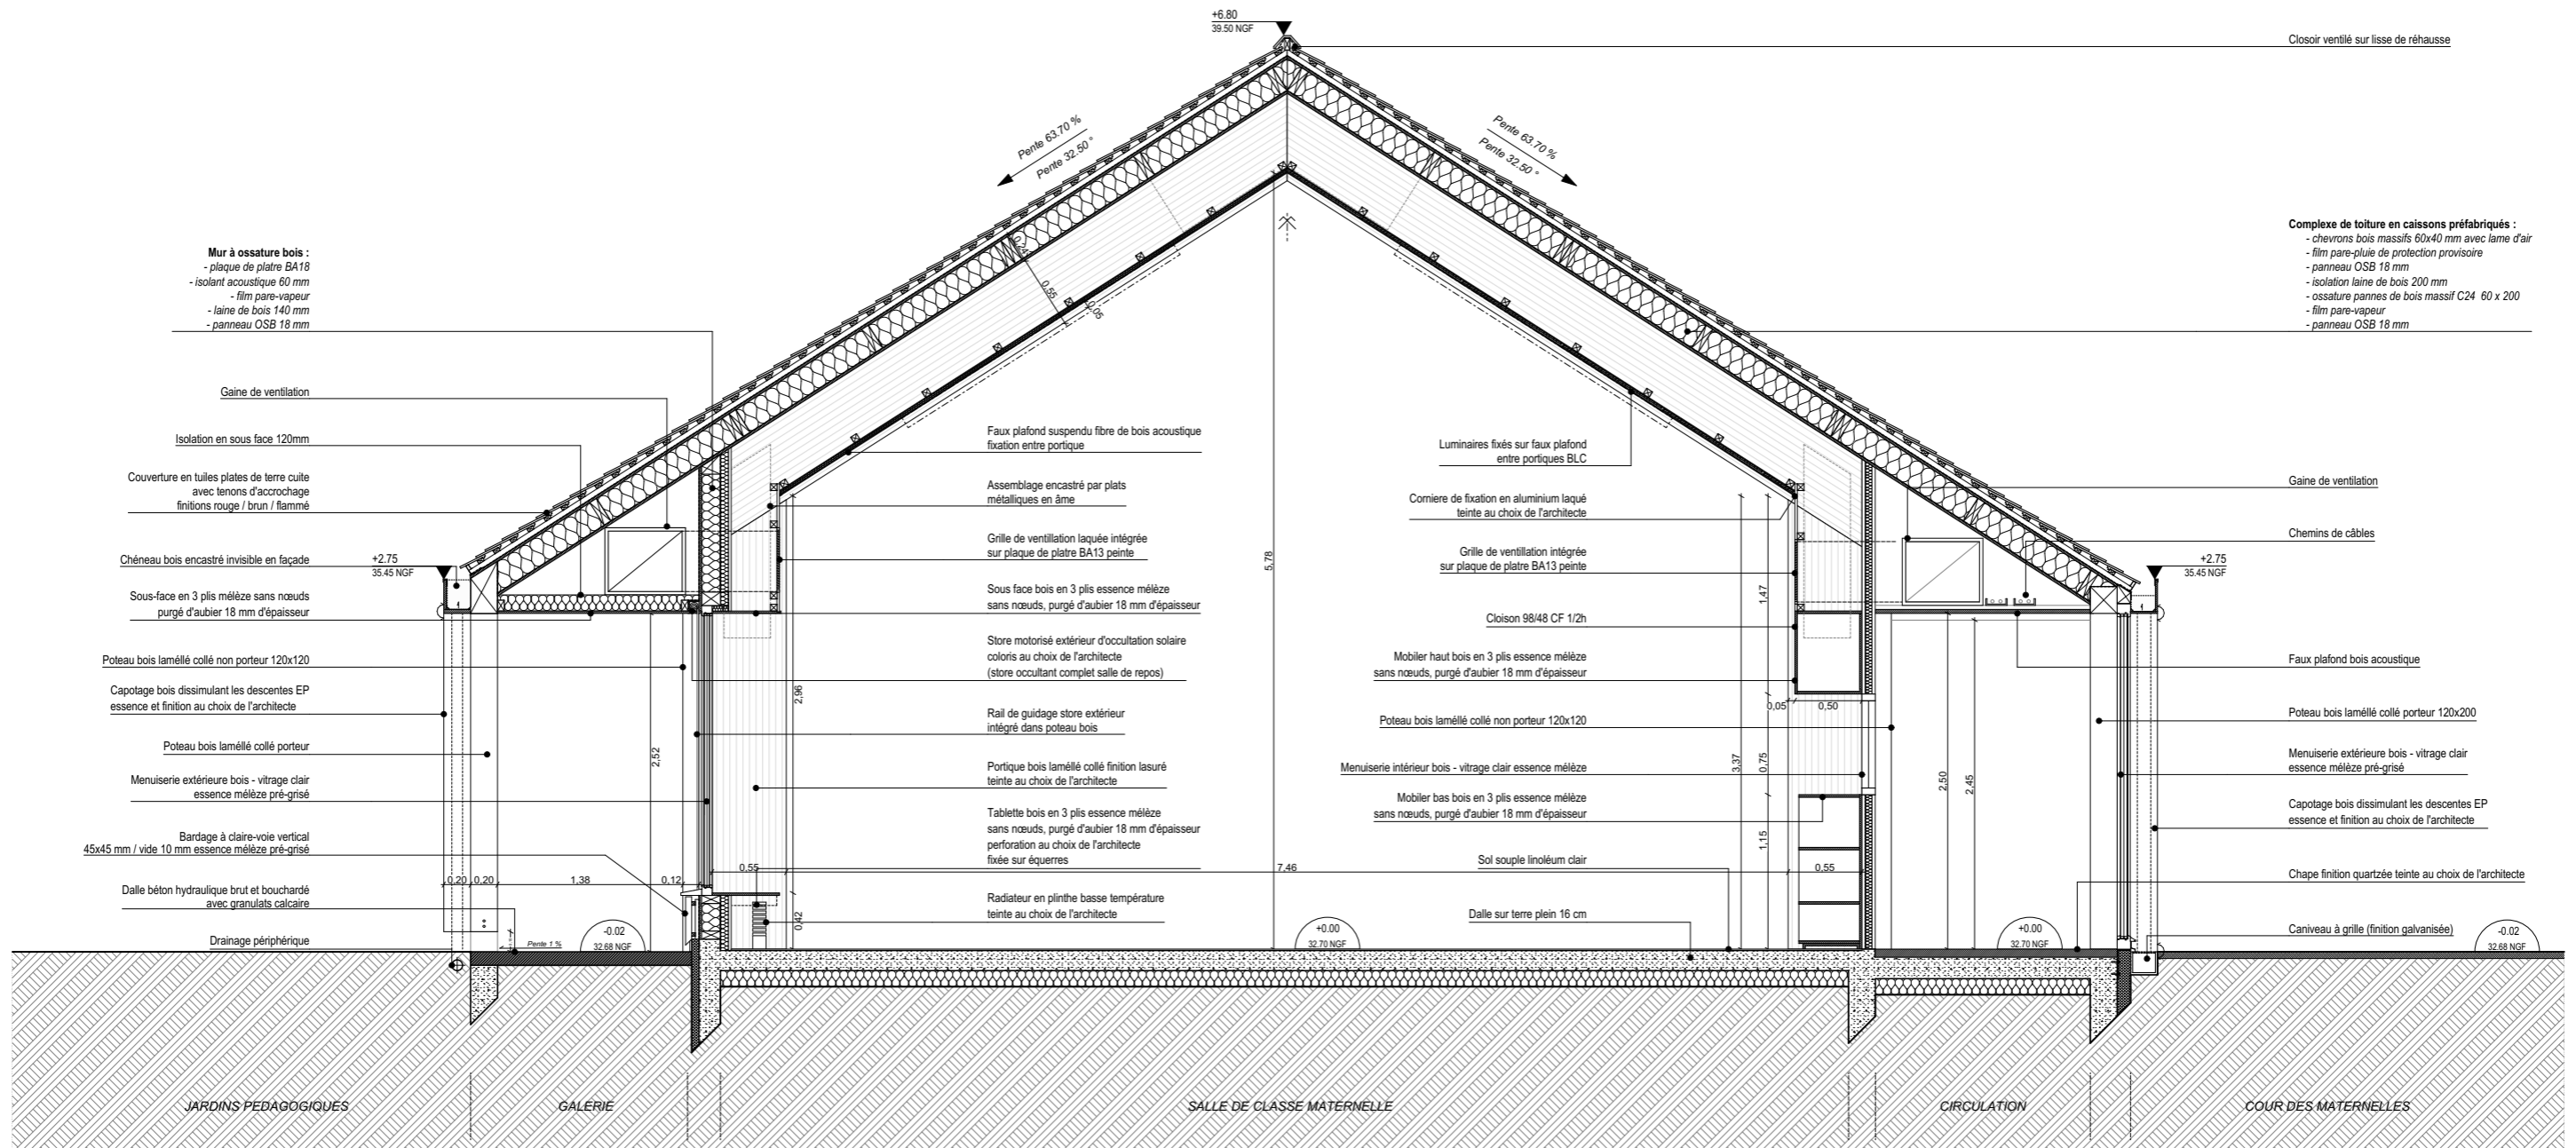 +6.80
39.50 NGF
Closoir ventilé sur lisse de réhausse
Pente 63.70 %
Pente 32.50 °
Pente 63.70 %
Pente 32.50 °
Mur à ossature bois :
- plaque de platre BA18
- isolant acoustique 60 mm
- film pare-vapeur
- laine de bois 140 mm
- panneau OSB 18 mm
Gaine de ventilation
Isolation en sous face 120mm
Couverture en tuiles plates de terre cuite
avec tenons d'accrochage
finitions rouge / brun / flammé
Chéneau bois encastré invisible en façade
+2.75
35.45 NGF
Sous-face en 3 plis mélèze sans nœuds
purgé d'aubier 18 mm d'épaisseur
Poteau bois laméllé collé non porteur 120x120
Capotage bois dissimulant les descentes EP
essence et finition au choix de l'architecte
Poteau bois laméllé collé porteur
Menuiserie extérieure bois - vitrage clair
essence mélèze pré-grisé
Bardage à claire-voie vertical
45x45 mm / vide 10 mm essence mélèze pré-grisé
Dalle béton hydraulique brut et bouchardé
avec granulats calcaire
Drainage périphérique
0,24
0,55
0,05
Faux plafond suspendu fibre de bois acoustique
fixation entre portique
Assemblage encastré par plats
métalliques en âme
Grille de ventillation laquée intégrée
sur plaque de platre BA13 peinte
Sous face bois en 3 plis essence mélèze
sans nœuds, purgé d'aubier 18 mm d'épaisseur
Store motorisé extérieur d'occultation solaire
coloris au choix de l'architecte
(store occultant complet salle de repos)
Rail de guidage store extérieur
intégré dans poteau bois
Portique bois laméllé collé finition lasuré
teinte au choix de l'architecte
Tablette bois en 3 plis essence mélèze
sans nœuds, purgé d'aubier 18 mm d'épaisseur
perforation au choix de l'architecte
fixée sur équerres
Radiateur en plinthe basse température
teinte au choix de l'architecte
Luminaires fixés sur faux plafond
entre portiques BLC
Corniere de fixation en aluminium laqué
teinte au choix de l'architecte
Grille de ventillation intégrée
sur plaque de platre BA13 peinte
Cloison 98/48 CF 1/2h
Mobiler haut bois en 3 plis essence mélèze
sans nœuds, purgé d'aubier 18 mm d'épaisseur
Poteau bois laméllé collé non porteur 120x120
Menuiserie intérieur bois - vitrage clair essence mélèze
Mobiler bas bois en 3 plis essence mélèze
sans nœuds, purgé d'aubier 18 mm d'épaisseur
Sol souple linoléum clair
Dalle sur terre plein 16 cm
Complexe de toiture en caissons préfabriqués :
- chevrons bois massifs 60x40 mm avec lame d'air
- film pare-pluie de protection provisoire
- panneau OSB 18 mm
- isolation laine de bois 200 mm
- ossature pannes de bois massif C24 60 x 200
- film pare-vapeur
- panneau OSB 18 mm
Gaine de ventilation
Chemins de câbles
+2.75
35.45 NGF
Faux plafond bois acoustique
Poteau bois laméllé collé porteur 120x200
Menuiserie extérieure bois - vitrage clair
essence mélèze pré-grisé
Capotage bois dissimulant les descentes EP
essence et finition au choix de l'architecte
Chape finition quartzée teinte au choix de l'architecte
Caniveau à grille (finition galvanisée)
2,52
2,96
5,78
3,37
1,47
0,75
1,15
0,05
0,50
2,50
2,45
0,20
0,20
1,38
0,12
0,55
7,46
0,55
0,42
Pente 1 %
-0.02
32.68 NGF
+0.00
32.70 NGF
+0.00
32.70 NGF
-0.02
32.68 NGF
JARDINS PEDAGOGIQUES
GALERIE
SALLE DE CLASSE MATERNELLE
CIRCULATION
COUR DES MATERNELLES